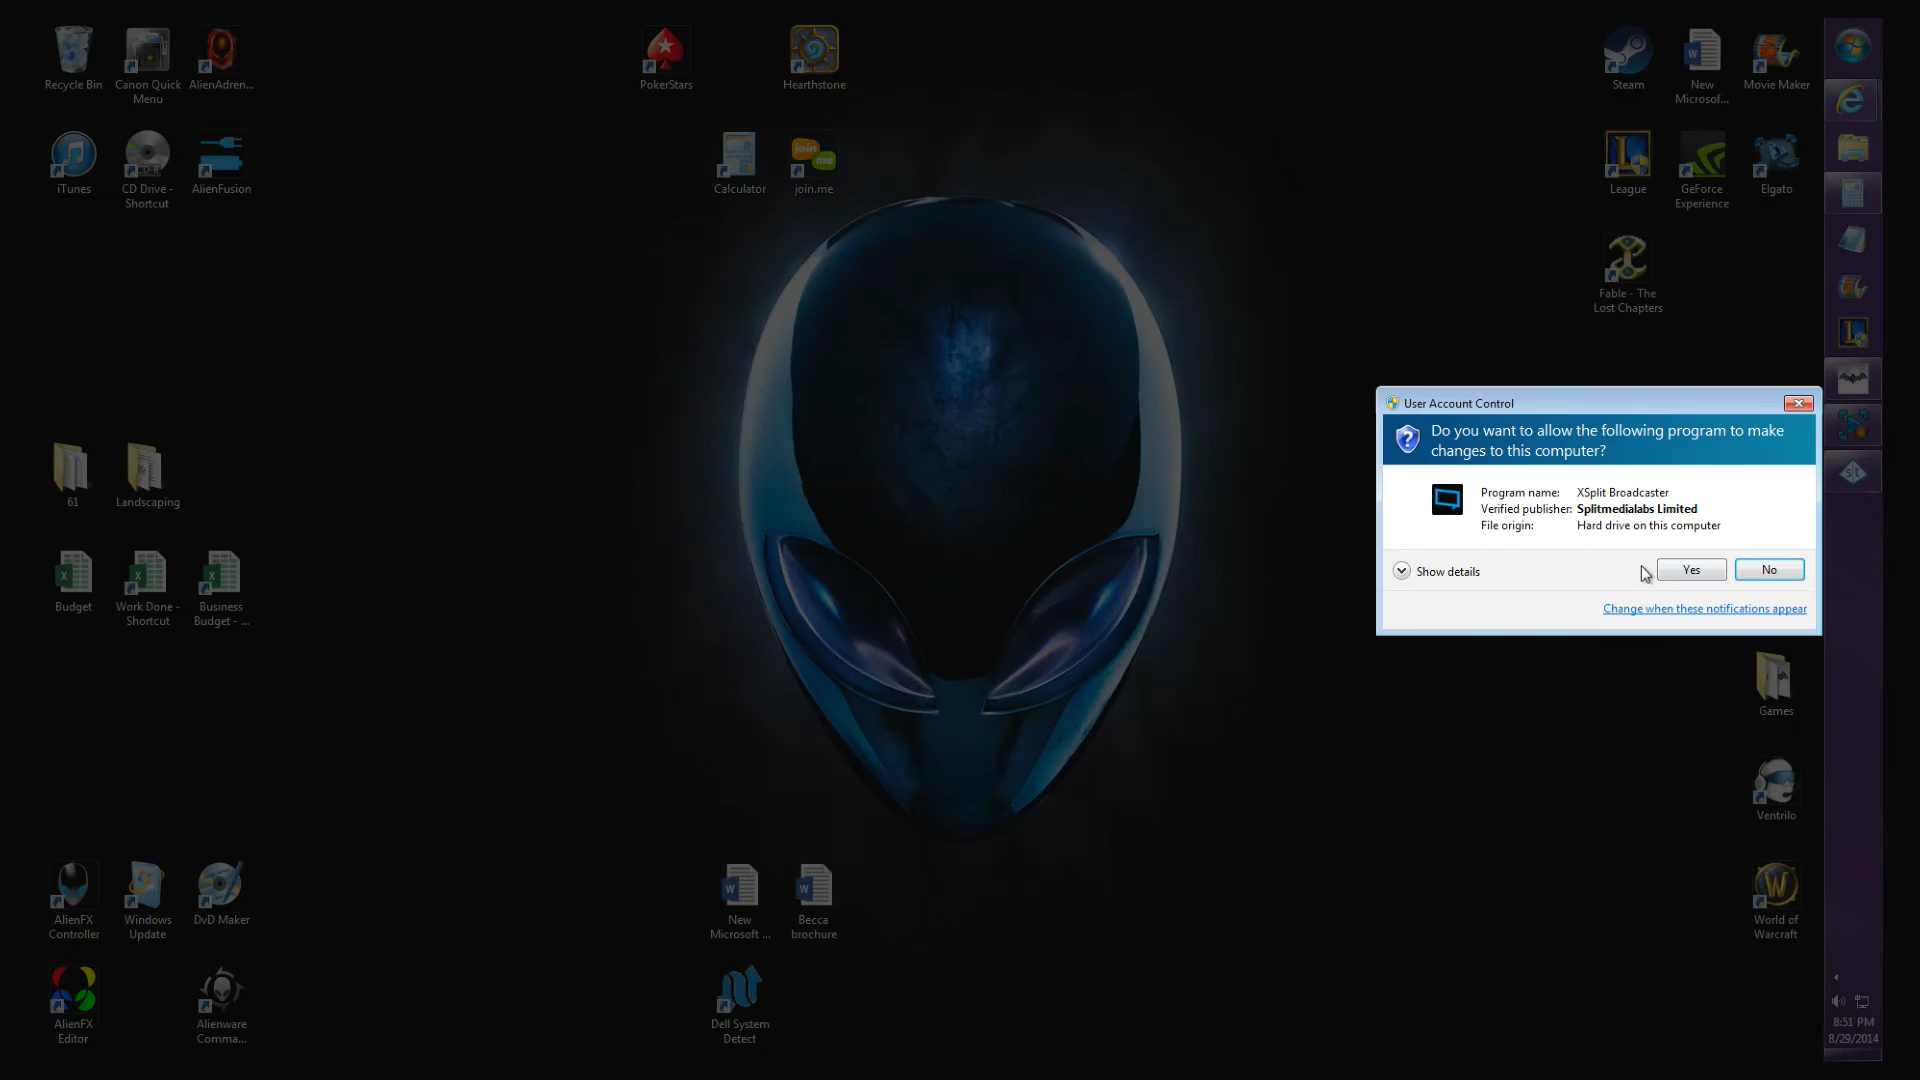 Recycle Bin
Canon Quick
Menu
AlienAdren...
PokerStars
Hearthstone
Steam
New
Microsof...
Movie Maker
iTunes
CD Drive -
Shortcut
AlienFusion
Calculator
join.me
League
GeForce
Experience
Elgato
Fable - The
Lost Chapters
User Account Control
Do you want to allow the following program to make
changes to this computer?
Program name: XSplit Broadcaster
Verified publisher: Splitmedialabs Limited
File origin: Hard drive on this computer
Show details
Yes
No
Change when these notifications appear
61
Landscaping
Budget
Work Done -
Shortcut
Business
Budget - ...
Games
Ventrilo
AlienFX
Controller
Windows
Update
DvD Maker
New
Microsoft ...
Becca
brochure
World of
Warcraft
AlienFX
Editor
Alienware
Comma...
Dell System
Detect
8:51 PM
8/29/2014